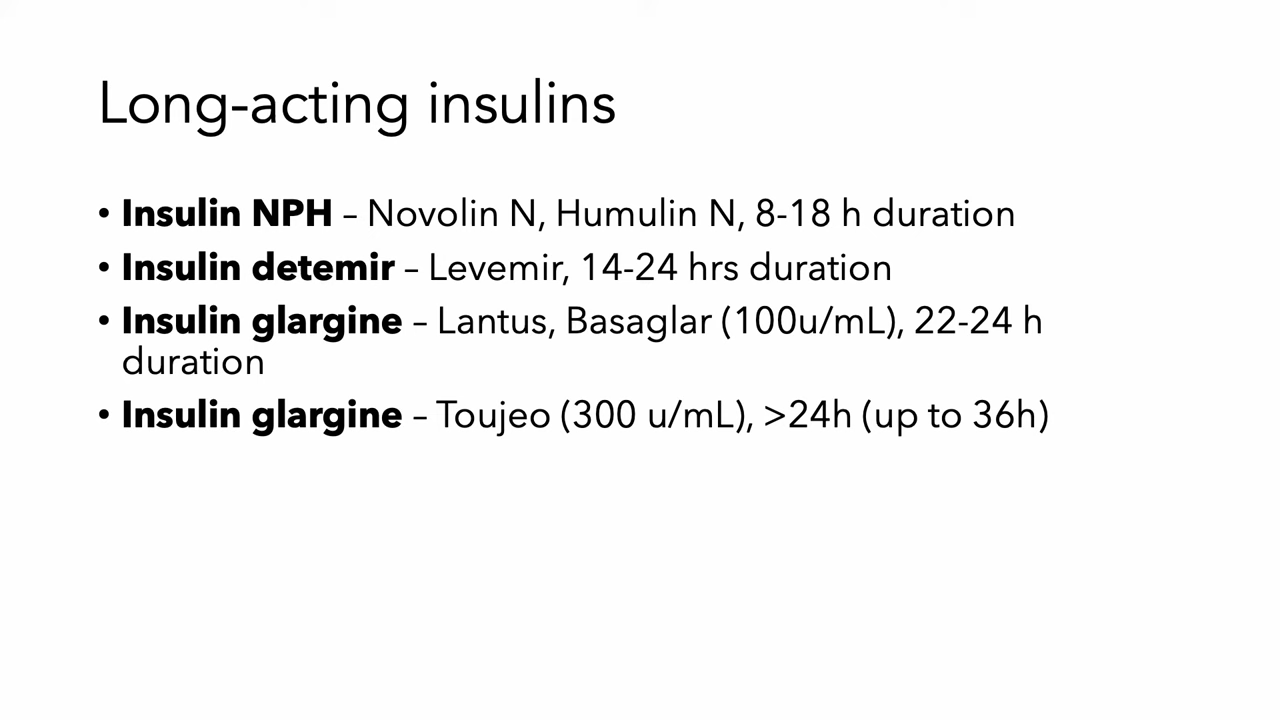 Long-acting insulins
• Insulin NPH – Novolin N, Humulin N, 8-18 h duration
• Insulin detemir – Levemir, 14-24 hrs duration
• Insulin glargine – Lantus, Basaglar (100u/mL), 22-24 h
duration
• Insulin glargine – Toujeo (300 u/mL), >24h (up to 36h)